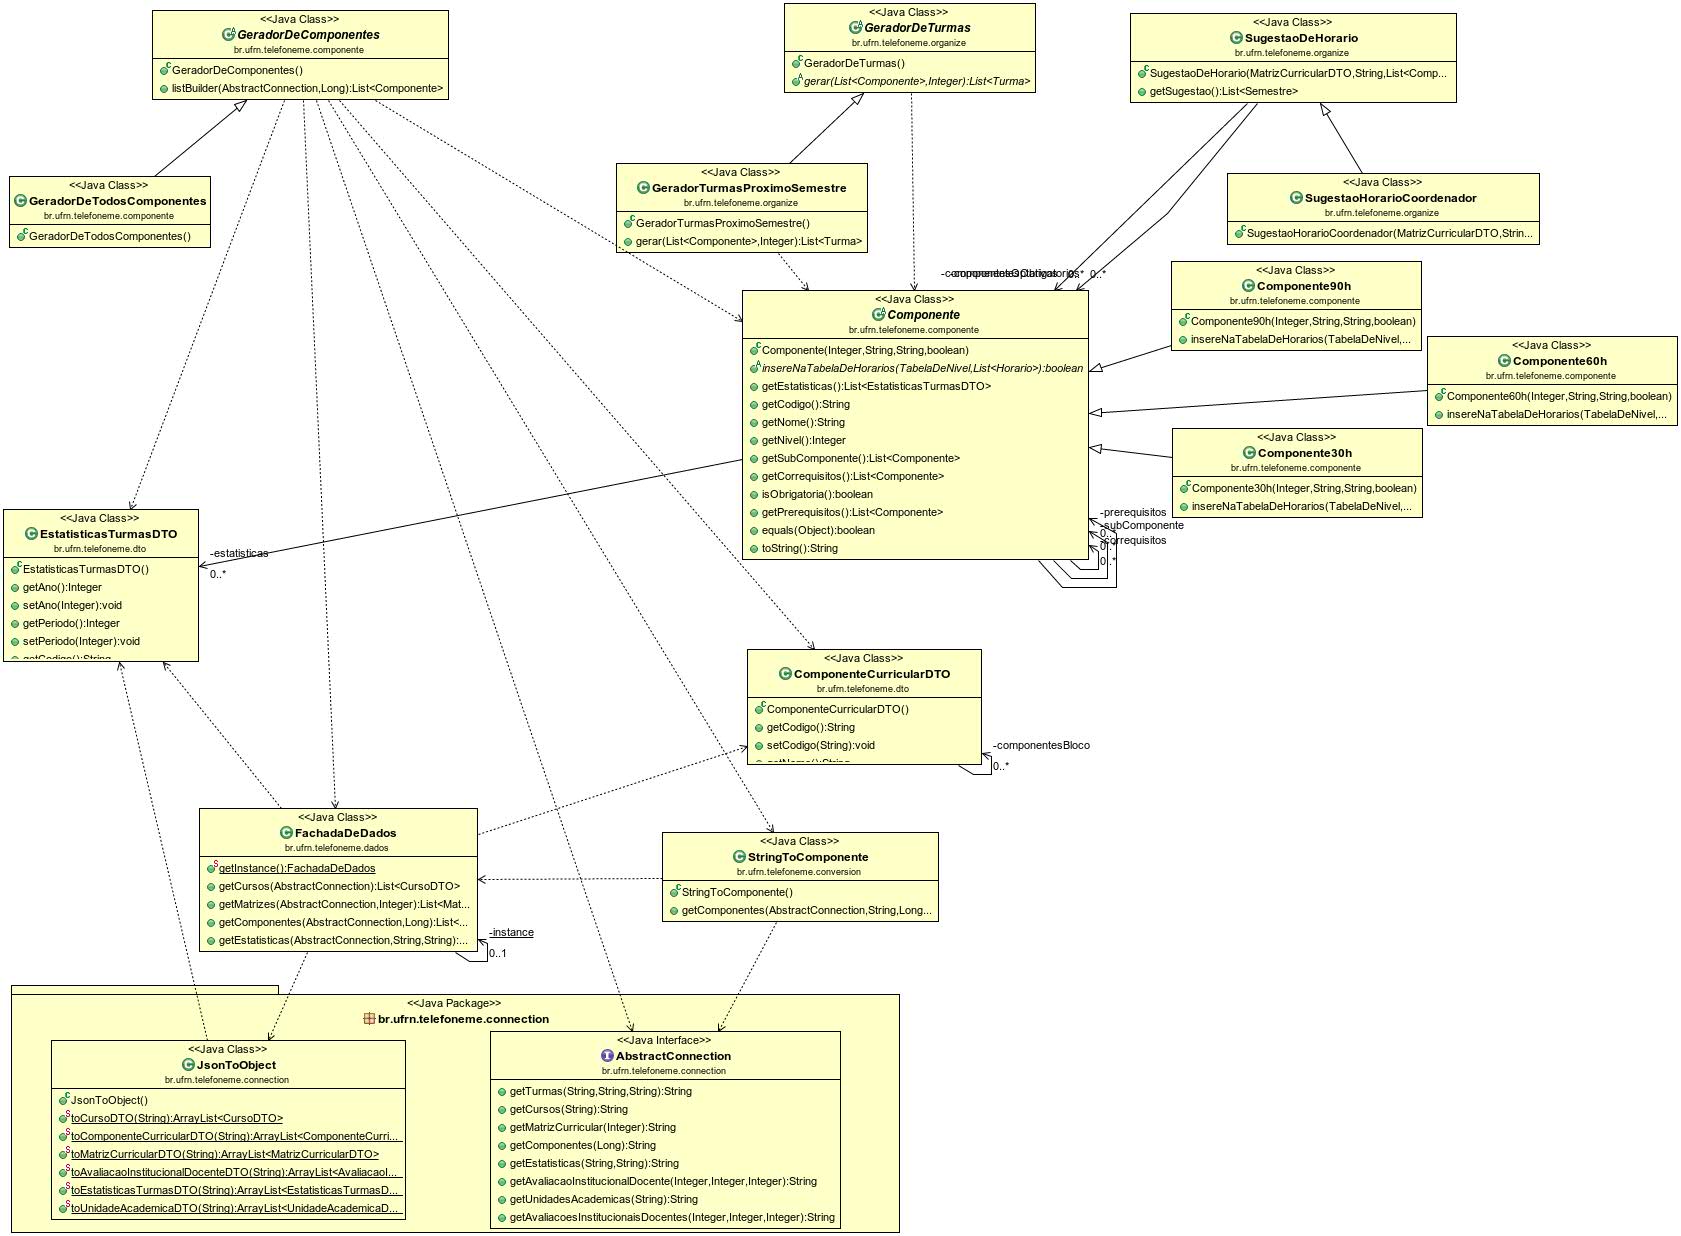 <<Java Class>>
GeradorDeComponentes
br.ufrn.telefoneme.componente
GeradorDeComponentes()
listBuilder(AbstractConnection,Long):List<Componente>
<<Java Class>>
GeradorDeTurmas
br.ufrn.telefoneme.organize
GeradorDeTurmas()
gerar(List<Componente>,Integer):List<Turma>
<<Java Class>>
SugestaoDeHorario
br.ufrn.telefoneme.organize
SugestaoDeHorario(MatrizCurricularDTO,String,List<Comp...
getSugestao():List<Semestre>
<<Java Class>>
GeradorDeTodosComponentes
br.ufrn.telefoneme.componente
GeradorDeTodosComponentes()
<<Java Class>>
GeradorTurmasProximoSemestre
br.ufrn.telefoneme.organize
GeradorTurmasProximoSemestre()
gerar(List<Componente>,Integer):List<Turma>
<<Java Class>>
SugestaoHorarioCoordenador
br.ufrn.telefoneme.organize
SugestaoHorarioCoordenador(MatrizCurricularDTO,Strin...
0..*
0..*
<<Java Class>>
Componente
br.ufrn.telefoneme.componente
Componente(Integer,String,String,boolean)
insereNaTabelaDeHorarios(TabelaDeNivel,List<Horario>):boolean
getEstatisticas():List<EstatisticasTurmasDTO>
getCodigo():String
getNome():String
getNivel():Integer
getSubComponente():List<Componente>
getCorrequisitos():List<Componente>
isObrigatoria():boolean
getPrerequisitos():List<Componente>
equals(Object):boolean
toString():String
<<Java Class>>
Componente90h
br.ufrn.telefoneme.componente
Componente90h(Integer,String,String,boolean)
insereNaTabelaDeHorarios(TabelaDeNivel,...
<<Java Class>>
Componente60h
br.ufrn.telefoneme.componente
Componente60h(Integer,String,String,boolean)
insereNaTabelaDeHorarios(TabelaDeNivel,...
<<Java Class>>
Componente30h
br.ufrn.telefoneme.componente
Componente30h(Integer,String,String,boolean)
insereNaTabelaDeHorarios(TabelaDeNivel,...
-prerequisitos
-subComponente
0..*
-correquisitos
0..*
0..*
<<Java Class>>
EstatisticasTurmasDTO
br.ufrn.telefoneme.dto
EstatisticasTurmasDTO()
getAno():Integer
setAno(Integer):void
getPeriodo():Integer
setPeriodo(Integer):void
getCodigo():String
-estatisticas
0..*
<<Java Class>>
ComponenteCurricularDTO
br.ufrn.telefoneme.dto
ComponenteCurricularDTO()
getCodigo():String
setCodigo(String):void
getNome():String
-componentesBloco
0..*
<<Java Class>>
FachadaDeDados
br.ufrn.telefoneme.dados
getInstance():FachadaDeDados
getCursos(AbstractConnection):List<CursoDTO>
getMatrizes(AbstractConnection,Integer):List<Mat...
getComponentes(AbstractConnection,Long):List<...
getEstatisticas(AbstractConnection,String,String):...
-instance
0..1
<<Java Class>>
StringToComponente
br.ufrn.telefoneme.conversion
StringToComponente()
getComponentes(AbstractConnection,String,Long...
<<Java Package>>
br.ufrn.telefoneme.connection
<<Java Class>>
JsonToObject
br.ufrn.telefoneme.connection
JsonToObject()
toCursoDTO(String):ArrayList<CursoDTO>
toComponenteCurricularDTO(String):ArrayList<ComponenteCurri...
toMatrizCurricularDTO(String):ArrayList<MatrizCurricularDTO>
toAvaliacaoInstitucionalDocenteDTO(String):ArrayList<AvaliacaoI...
toEstatisticasTurmasDTO(String):ArrayList<EstatisticasTurmasD...
toUnidadeAcademicaDTO(String):ArrayList<UnidadeAcademicaD...
<<Java Interface>>
AbstractConnection
br.ufrn.telefoneme.connection
getTurmas(String,String,String):String
getCursos(String):String
getMatrizCurricular(Integer):String
getComponentes(Long):String
getEstatisticas(String,String):String
getAvaliacaoInstitucionalDocente(Integer,Integer,Integer):String
getUnidadesAcademicas(String):String
getAvaliacoesInstitucionaisDocentes(Integer,Integer,Integer):String